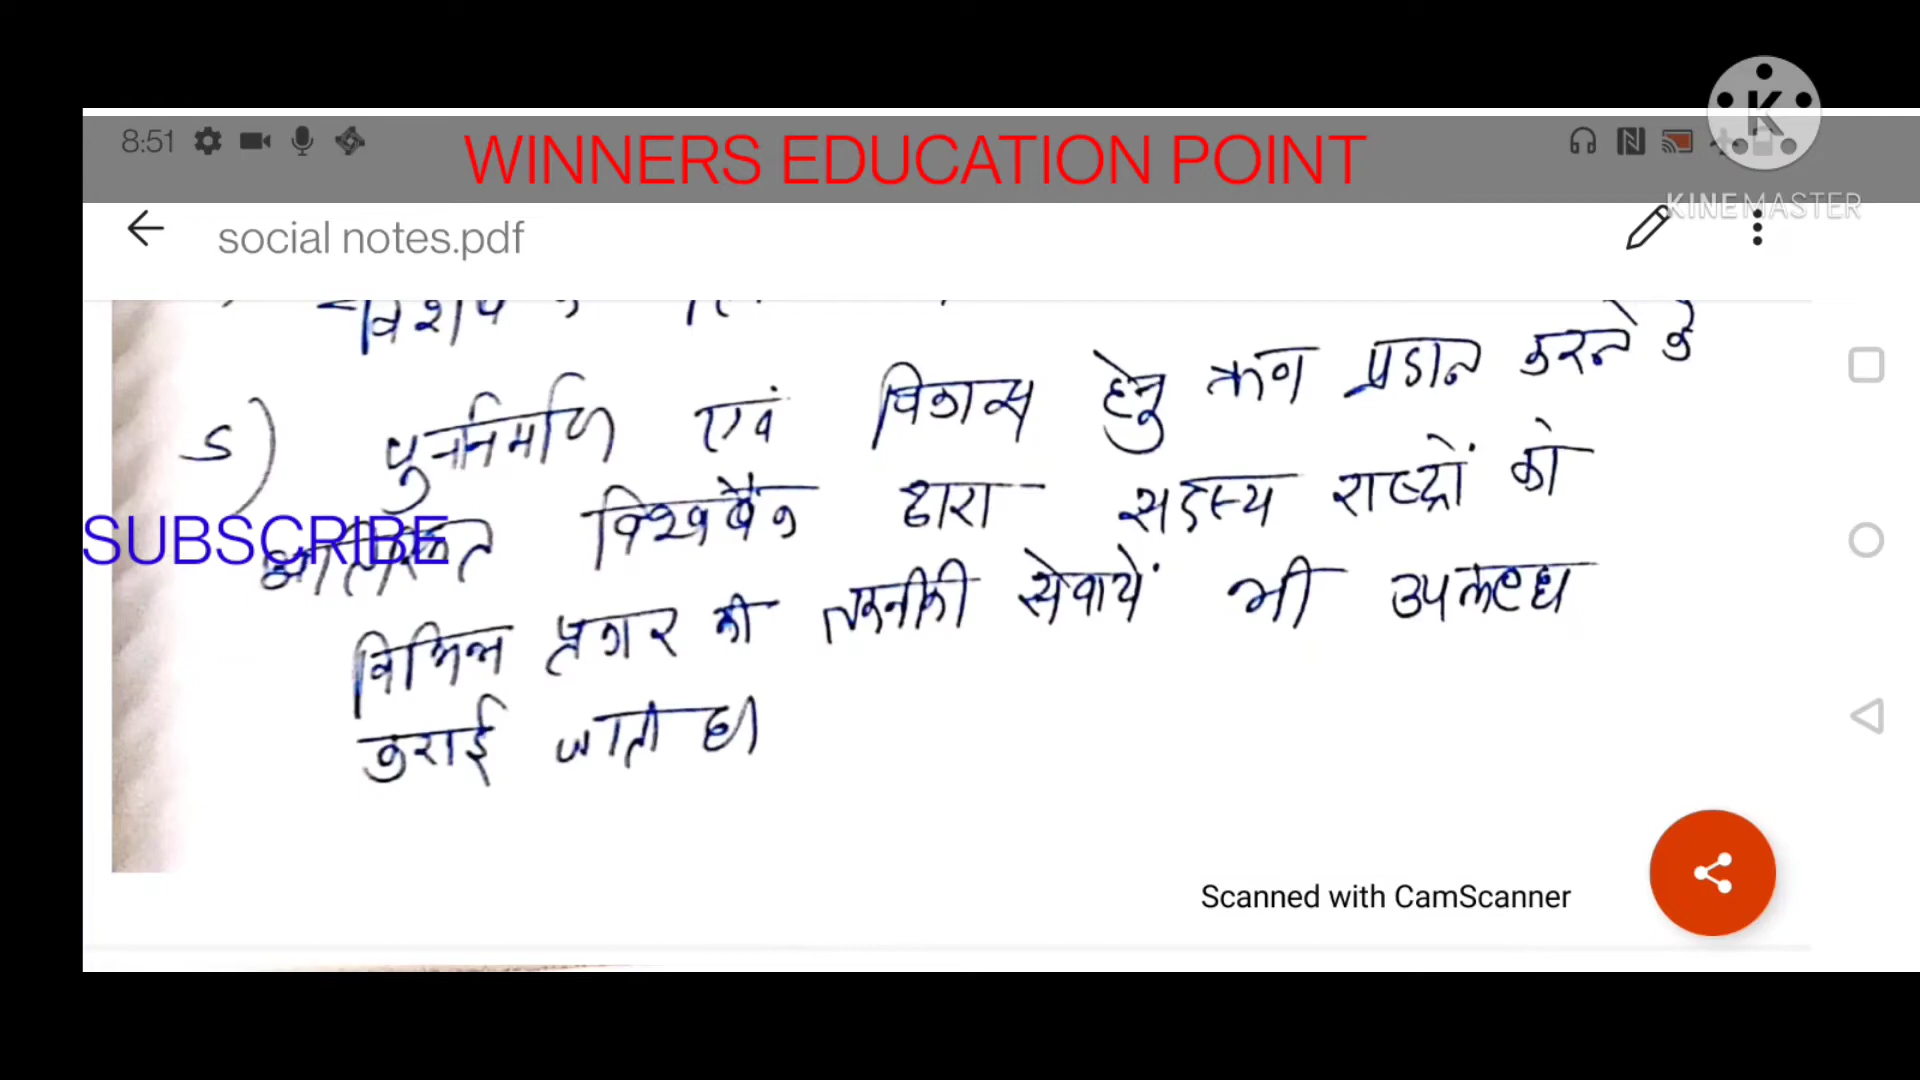 8:51
WINNERS EDUCATION POINT
K
KINEMASTER
social notes.pdf
5) पुनर्निर्माण एवं विकास हेतु ऋण प्रदान करने के
SUBSCRIBE
अतिरिक्त विश्वबैंक द्वारा सदस्य राष्ट्रों को
विभिन्न प्रकार की तकनीकी सेवायें भी उपलब्ध
कराई जाती है।
Scanned with CamScanner